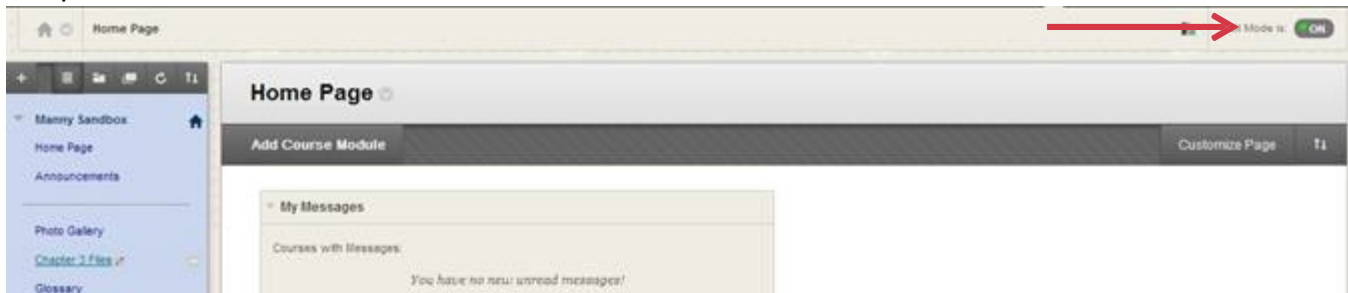 Home Page
Mode is: ON
Home Page
Manny Sandbox
Home Page
Announcements
Photo Gallery
Chapter 3 Files
Glossary
Add Course Module
Customize Page
My Messages
Courses with Messages:
You have no new unread messages!